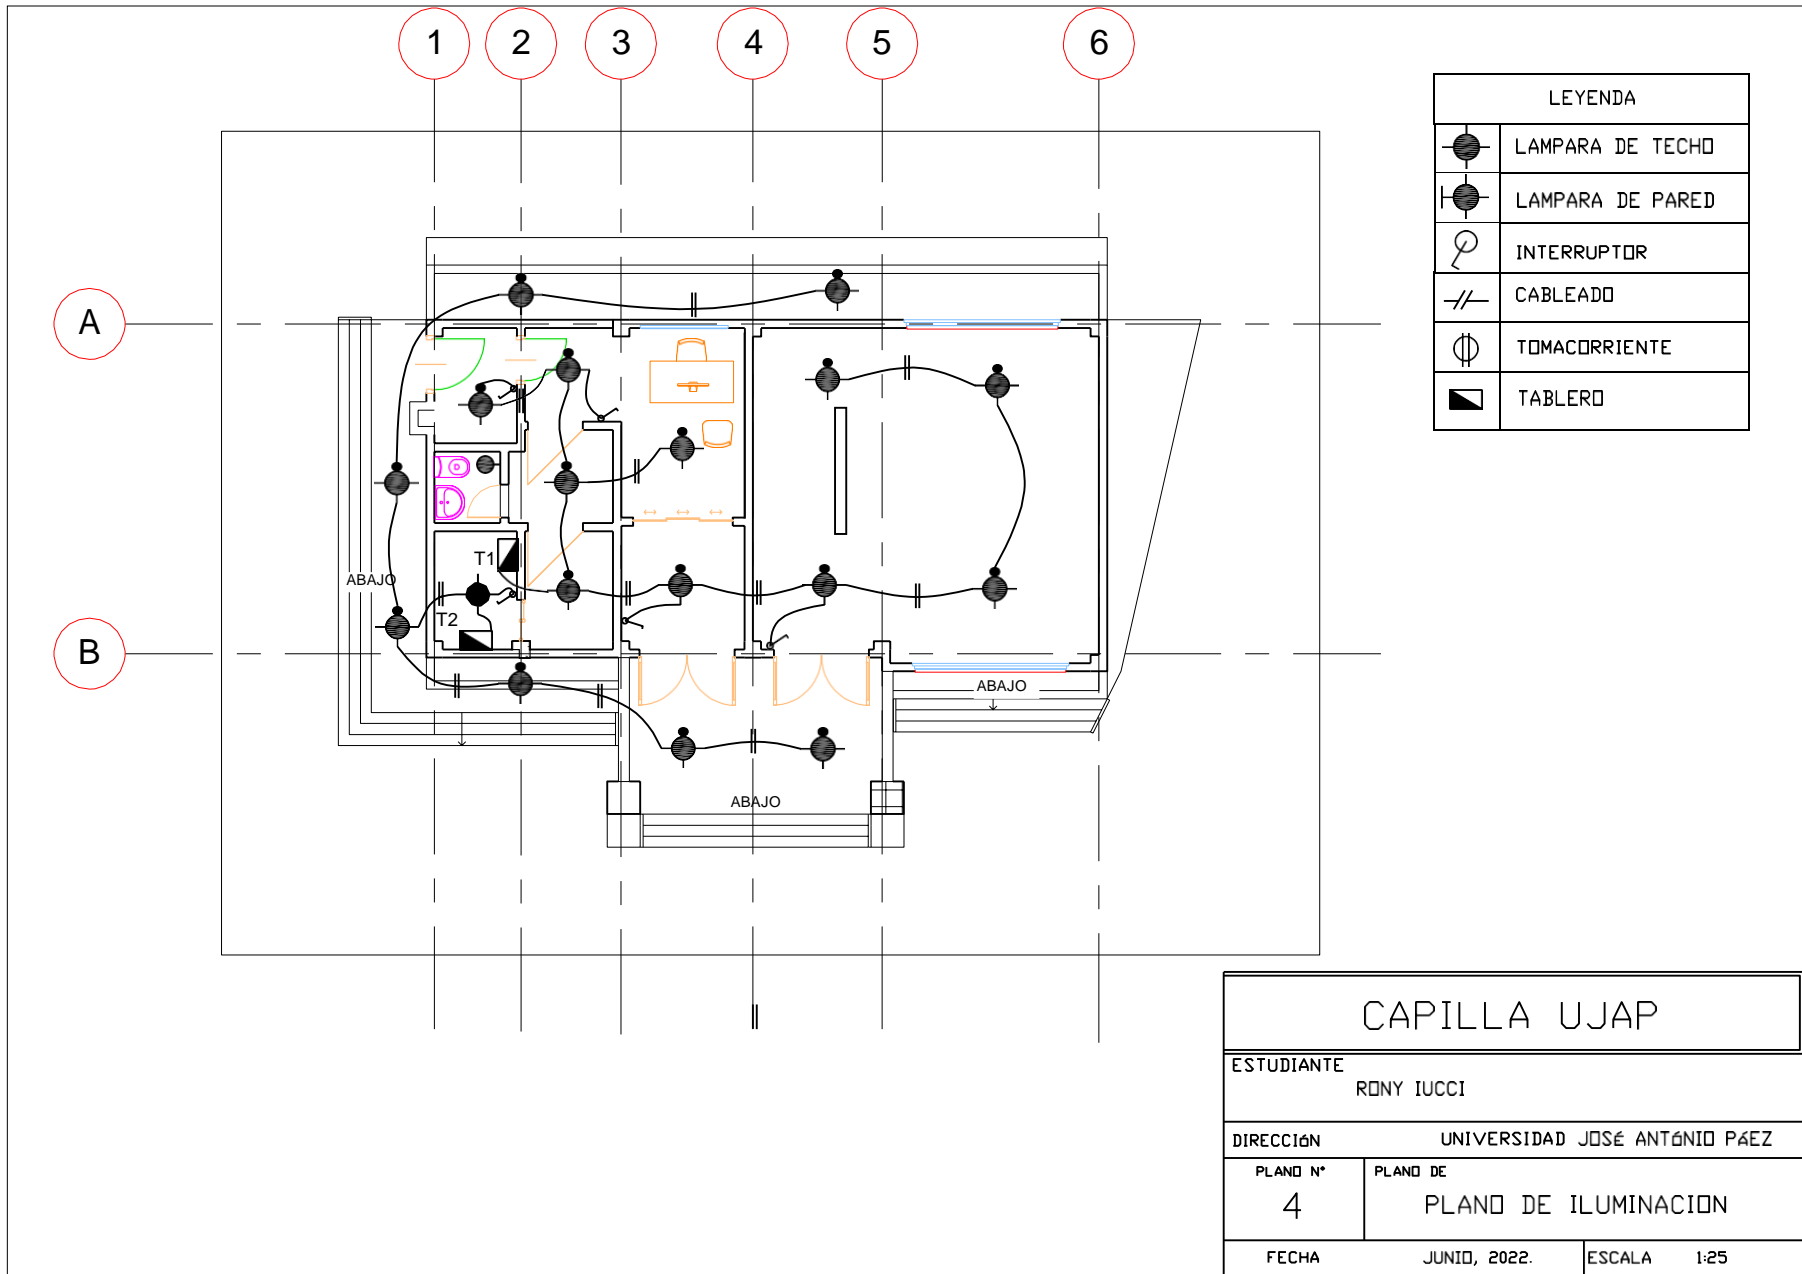 1 2 3 4 5 6
A
B
T1
T2
ABAJO
ABAJO
ABAJO
LEYENDA
LAMPARA DE TECHO
LAMPARA DE PARED
INTERRUPTOR
CABLEADO
TOMACORRIENTE
TABLERO
CAPILLA UJAP
ESTUDIANTE
RONY IUCCI
DIRECCIóN UNIVERSIDAD JOSé ANTóNIO PáEZ
PLANO N° PLANO DE
4 PLANO DE ILUMINACION
FECHA JUNIO, 2022. ESCALA 1:25